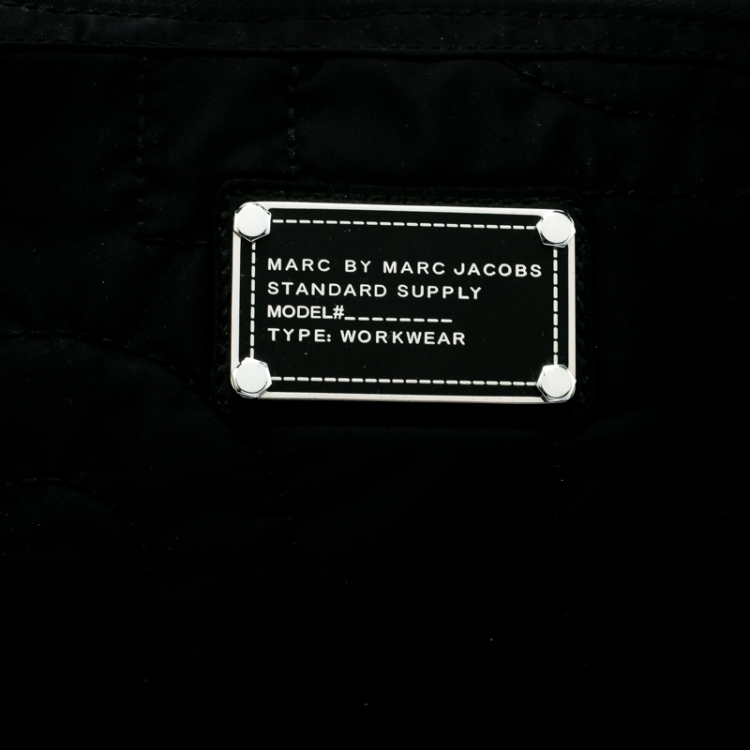 MARC BY MARC JACOBS
STANDARD SUPPLY
MODEL#_________
TYPE: WORKWEAR